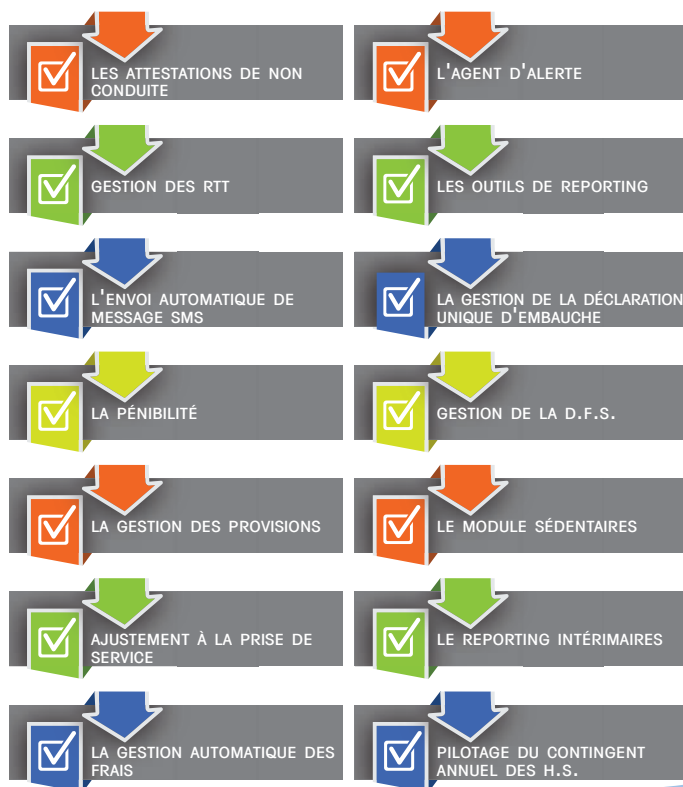 LES ATTESTATIONS DE NON
CONDUITE
L'AGENT D'ALERTE
GESTION DES RTT
LES OUTILS DE REPORTING
L'ENVOI AUTOMATIQUE DE
MESSAGE SMS
LA GESTION DE LA DÉCLARATION
UNIQUE D'EMBAUCHE
LA PÉNIBILITÉ
GESTION DE LA D.F.S.
LA GESTION DES PROVISIONS
LE MODULE SÉDENTAIRES
AJUSTEMENT À LA PRISE DE
SERVICE
LE REPORTING INTÉRIMAIRES
LA GESTION AUTOMATIQUE DES
FRAIS
PILOTAGE DU CONTINGENT
ANNUEL DES H.S.